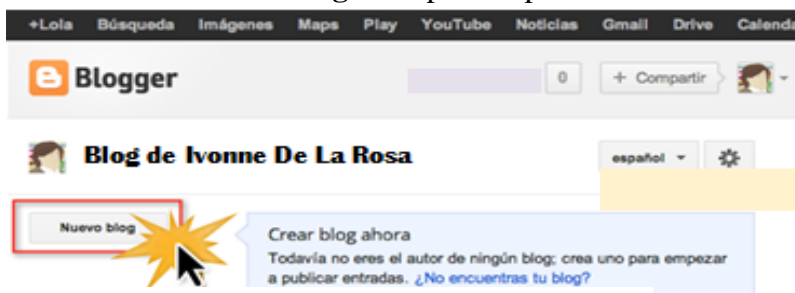 +Lola Búsqueda Imágenes Maps Play YouTube Noticias Gmail Drive
Blogger 0 + Compartir
Blog de Ivonne De La Rosa español
Nuevo blog
Crear blog ahora
Todavía no eres el autor de ningún blog; crea uno para empezar
a publicar entradas. ¿No encuentras tu blog?